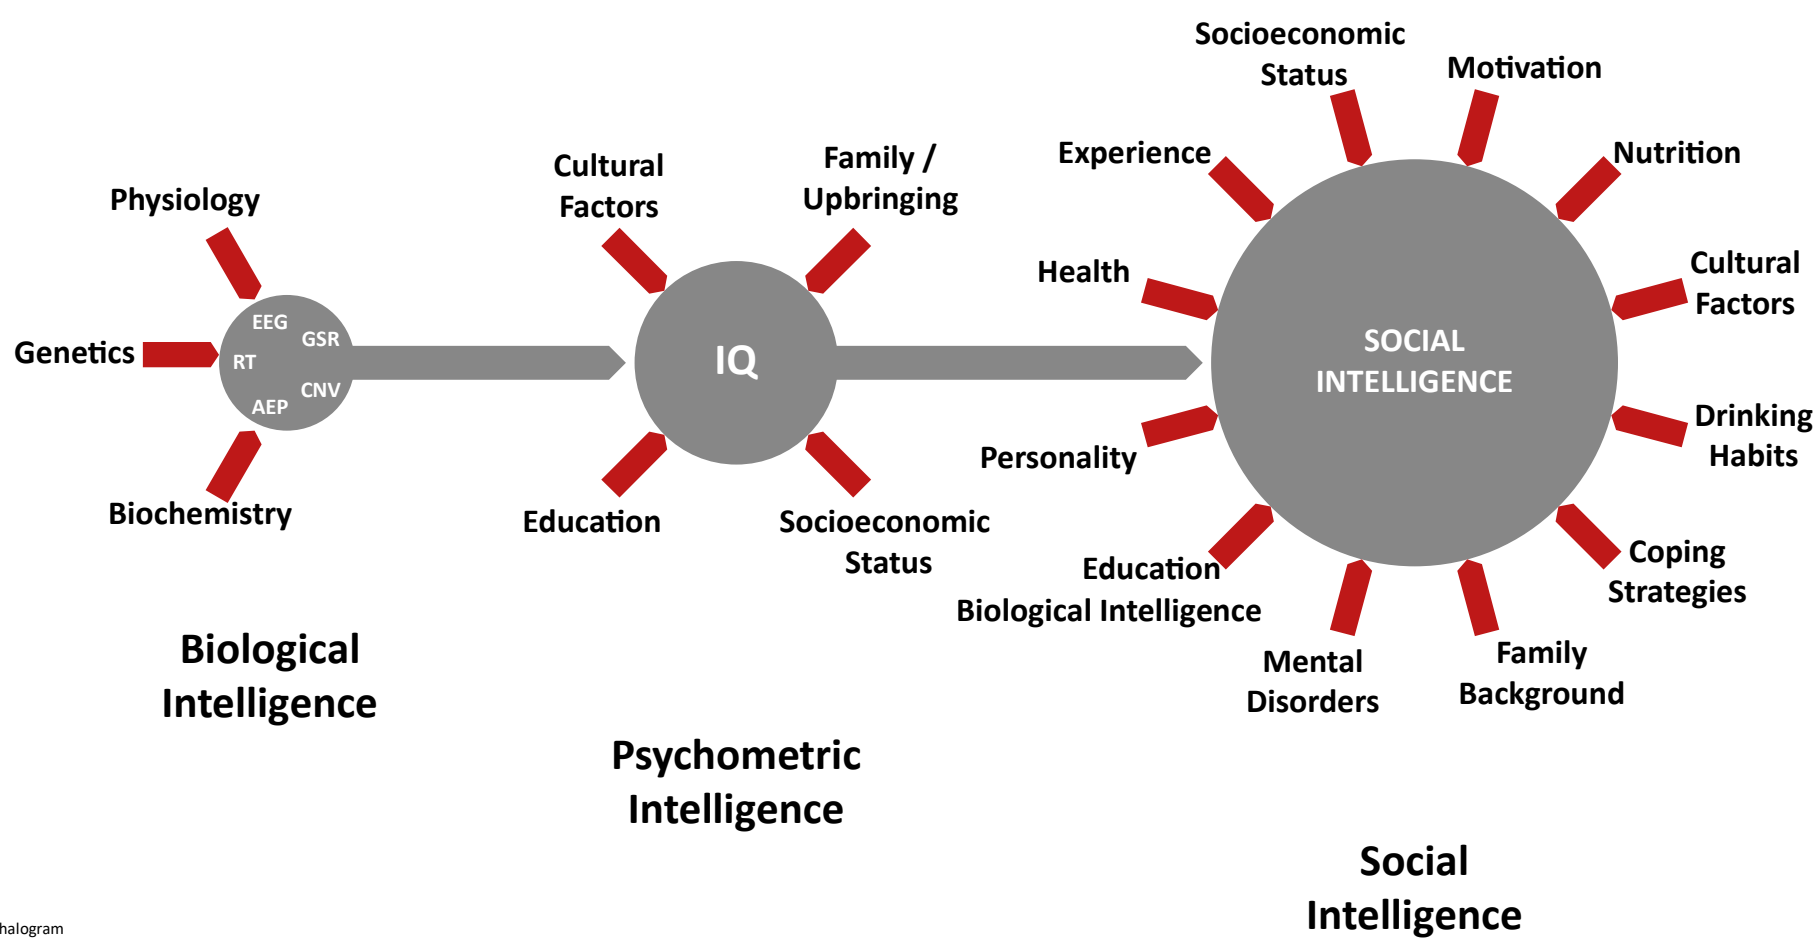 Physiology
Genetics
Biochemistry
EEG
GSR
RT
CNV
AEP
Biological
Intelligence
Cultural
Factors
Family /
Upbringing
IQ
Education
Socioeconomic
Status
Psychometric
Intelligence
Socioeconomic
Status
Motivation
Experience
Nutrition
Health
Cultural
Factors
SOCIAL
INTELLIGENCE
Personality
Drinking
Habits
Education
Biological Intelligence
Coping
Strategies
Mental
Disorders
Family
Background
Social
Intelligence
halogram